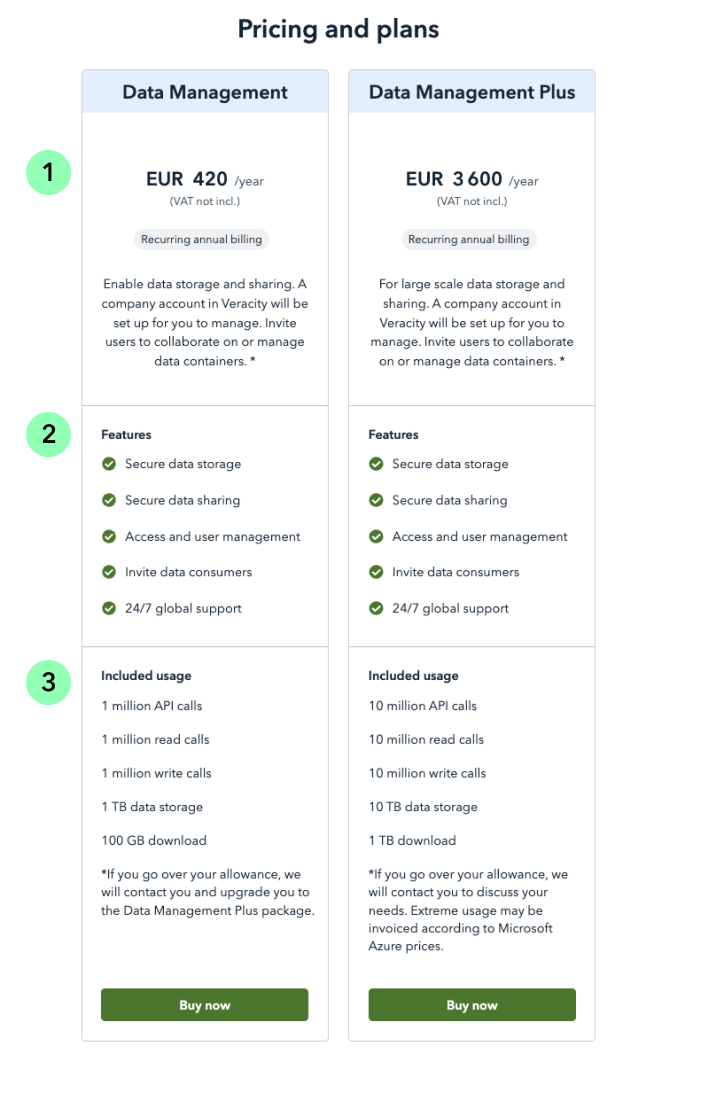 Pricing and plans
Data Management
1
EUR 420 /year
(VAT not incl.)
Recurring annual billing
Enable data storage and sharing. A
company account in Veracity will be
set up for you to manage. Invite
users to collaborate on or manage
data containers. *
2
Features
Secure data storage
Secure data sharing
Access and user management
Invite data consumers
24/7 global support
3
Included usage
1 million API calls
1 million read calls
1 million write calls
1 TB data storage
100 GB download
*If you go over your allowance, we
will contact you and upgrade you to
the Data Management Plus package.
Buy now
Data Management Plus
EUR 3 600 /year
(VAT not incl.)
Recurring annual billing
For large scale data storage and
sharing. A company account in
Veracity will be set up for you to
manage. Invite users to collaborate
on or manage data containers. *
Features
Secure data storage
Secure data sharing
Access and user management
Invite data consumers
24/7 global support
Included usage
10 million API calls
10 million read calls
10 million write calls
10 TB data storage
1 TB download
*If you go over your allowance, we
will contact you to discuss your
needs. Extreme usage may be
invoiced according to Microsoft
Azure prices.
Buy now